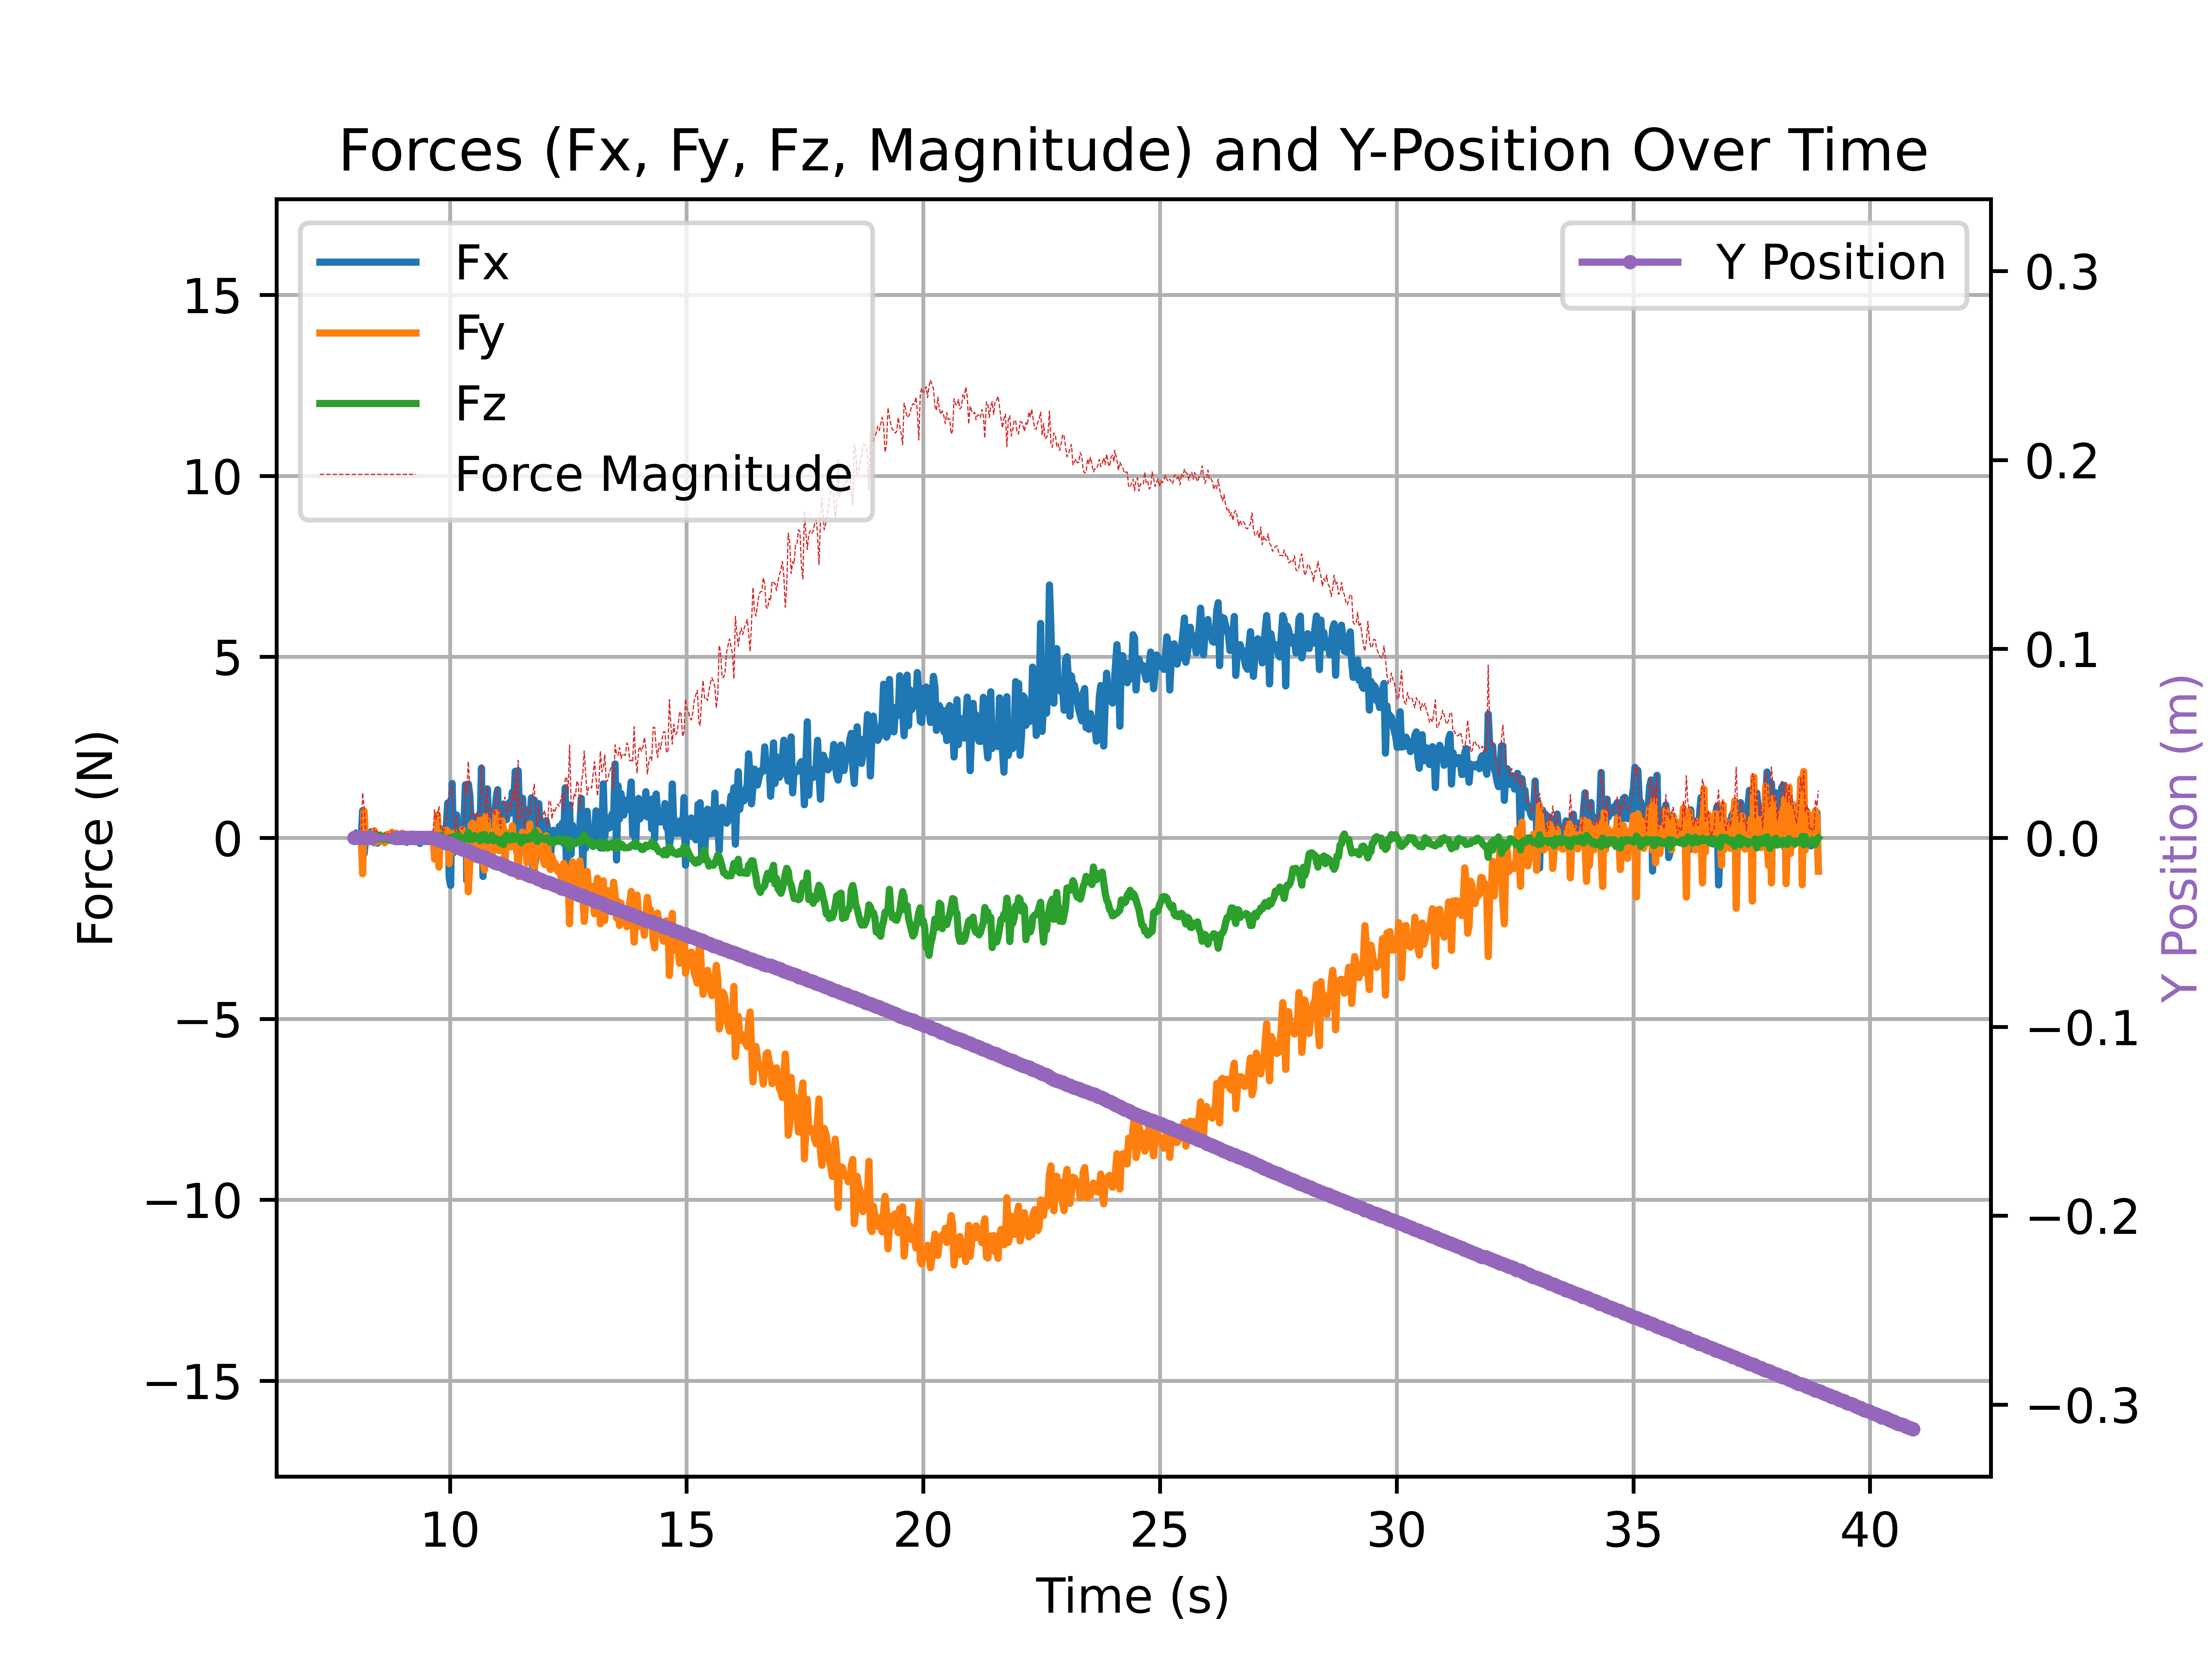 Forces (Fx, Fy, Fz, Magnitude) and Y-Position Over Time
Fx
Fy
Fz
Force Magnitude
Y Position
15
10
5
0
−5
−10
−15
Force (N)
0.3
0.2
0.1
0.0
−0.1
−0.2
−0.3
Y Position (m)
10 15 20 25 30 35 40
Time (s)